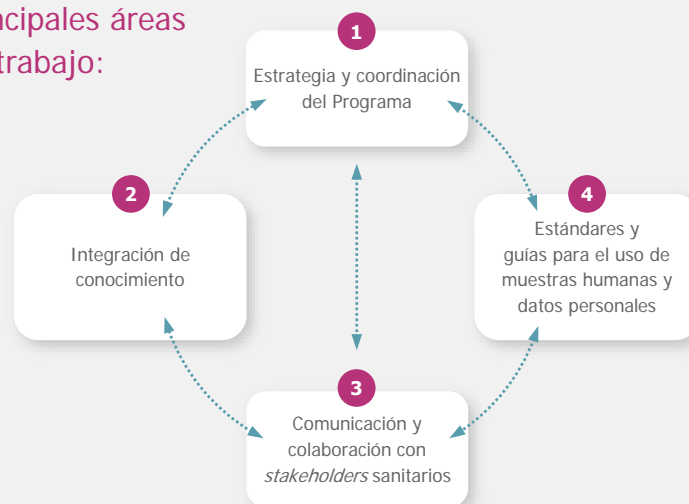 ncipales áreas
trabajo:
1
Estrategia y coordinación
del Programa
2
Integración de
conocimiento
4
Estándares y
guías para el uso de
muestras humanas y
datos personales
3
Comunicación y
colaboración con
stakeholders sanitarios